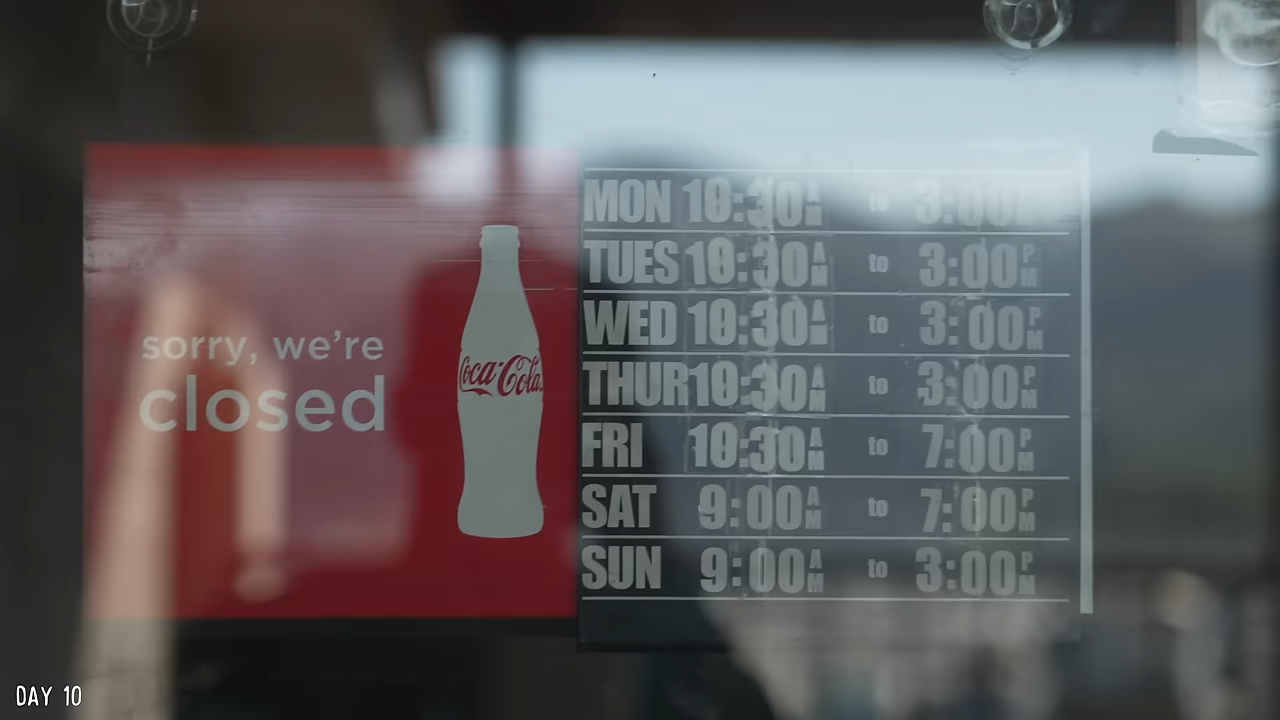 sorry, we're
closed
Coca-Cola
MON 10:30AM to 3:00
TUES 10:30AM to 3:00PM
WED 10:30AM to 3:00PM
THUR 10:30AM to 3:00PM
FRI 10:30AM to 7:00PM
SAT 9:00AM to 7:00PM
SUN 9:00AM to 3:00PM
DAY 10